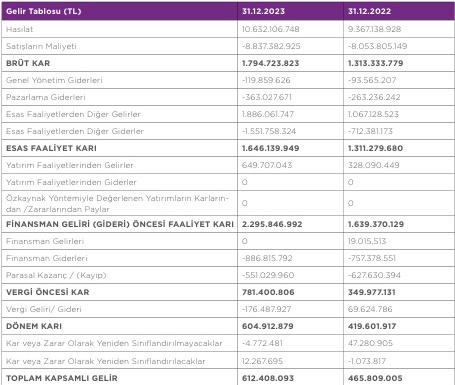 Gelir Tablosu (TL) 31.12.2023 31.12.2022
Hasılat 10.632.106.748 9.367.138.928
Satışların Maliyeti -8.837.382.925 -8.053.805.149
BRÜT KAR 1.794.723.823 1.313.333.779
Genel Yönetim Giderleri -119.859.626 -93.565.207
Pazarlama Giderleri -363.027.671 -263.236.242
Esas Faaliyetlerden Diğer Gelirler 1.886.061.747 1.067.128.523
Esas Faaliyetlerden Diğer Giderler -1.551.758.324 -712.381.173
ESAS FAALİYET KARI 1.646.139.949 1.311.279.680
Yatırım Faaliyetlerinden Gelirler 649.707.043 328.090.449
Yatırım Faaliyetlerinden Giderler 0 0
Özkaynak Yöntemiyle Değerlenen Yatırımların Karların-
dan /Zararlarından Paylar 0 0
FİNANSMAN GELİRİ (GİDERİ) ÖNCESİ FAALİYET KARI 2.295.846.992 1.639.370.129
Finansman Gelirleri 0 19.015.513
Finansman Giderleri -886.815.792 -757.378.551
Parasal Kazanç / (Kayıp) -551.029.960 -627.630.394
VERGİ ÖNCESİ KAR 781.400.806 349.977.131
Vergi Geliri/ Gideri -176.487.927 69.624.786
DÖNEM KARI 604.912.879 419.601.917
Kar veya Zarar Olarak Yeniden Sınıflandırılmayacaklar -4.772.481 47.280.905
Kar veya Zarar Olarak Yeniden Sınıflandırılacaklar 12.267.695 -1.073.817
TOPLAM KAPSAMLI GELİR 612.408.093 465.809.005